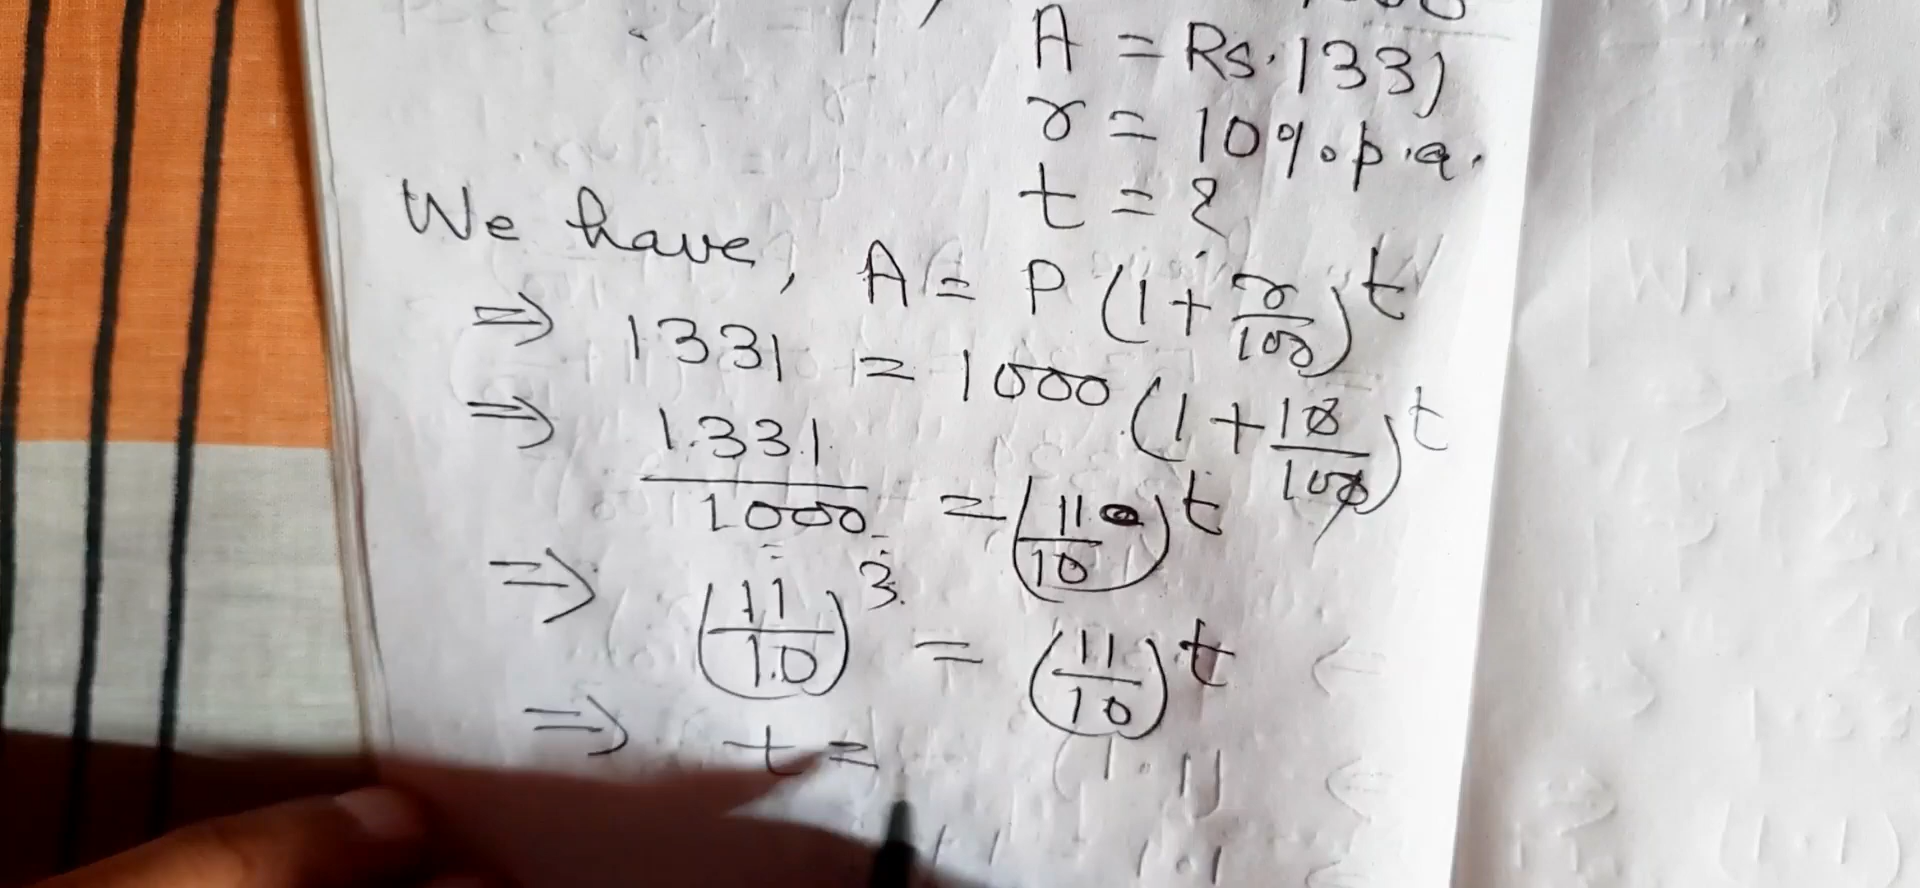 A = Rs. 1331
r = 10% p.a.
t = ?
We have, A = P (1 + r/100)^t
⇒ 1331 = 1000 (1 + 10/100)^t
⇒ 1331/1000 = (11/10)^t
⇒ (11/10)^3 = (11/10)^t
⇒ t =